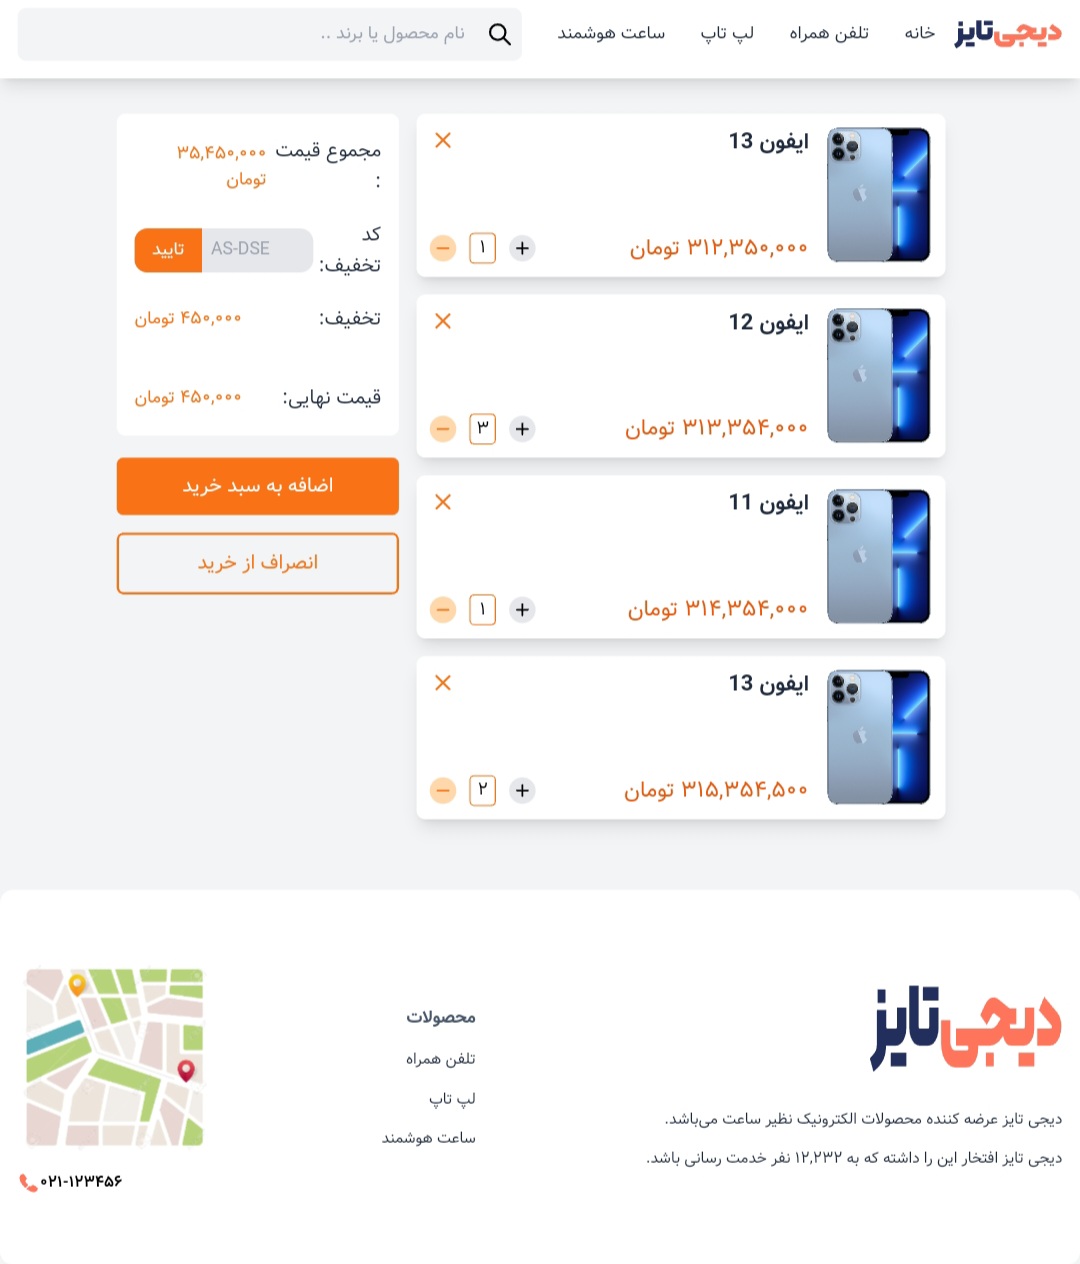 دیجی‌تایز
خانه
تلفن همراه
لپ تاپ
ساعت هوشمند
نام محصول یا برند ..
ایفون 13
۳۱۲,۳۵۰,۰۰۰ تومان
+ ۱ −
ایفون 12
۳۱۳,۳۵۴,۰۰۰ تومان
+ ۳ −
ایفون 11
۳۱۴,۳۵۴,۰۰۰ تومان
+ ۱ −
ایفون 13
۳۱۵,۳۵۴,۵۰۰ تومان
+ ۲ −
مجموع قیمت ۳۵,۴۵۰,۰۰۰
: تومان
کد
تخفیف: AS-DSE تایید
تخفیف: ۴۵۰,۰۰۰ تومان
قیمت نهایی: ۴۵۰,۰۰۰ تومان
اضافه به سبد خرید
انصراف از خرید
دیجی‌تایز
دیجی تایز عرضه کننده محصولات الکترونیک نظیر ساعت می‌باشد.
دیجی تایز افتخار این را داشته که به ۱۲,۲۳۲ نفر خدمت رسانی باشد.
محصولات
تلفن همراه
لپ تاپ
ساعت هوشمند
۰۲۱-۱۲۳۴۵۶